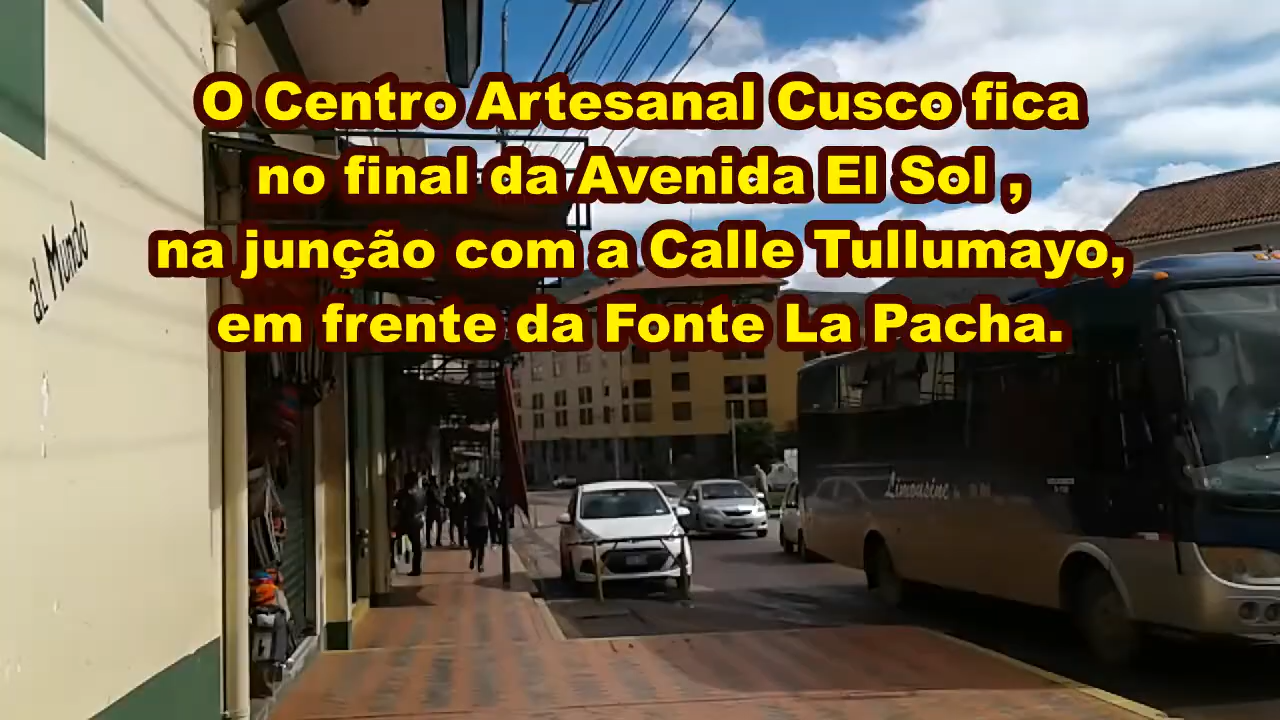 O Centro Artesanal Cusco fica
no final da Avenida El Sol ,
na junção com a Calle Tullumayo,
em frente da Fonte La Pacha.
al Mundo
Limousine